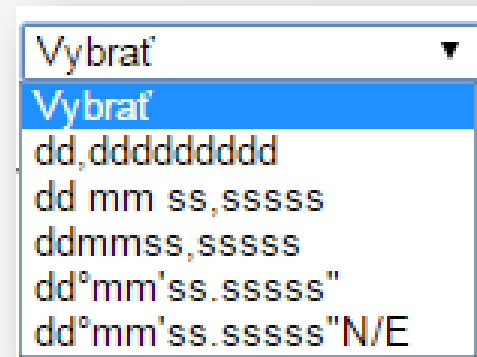 Vybrať
Vybrať
dd,ddddddddd
dd mm ss,sssss
ddmmss,sssss
dd°mm'ss.sssss"
dd°mm'ss.sssss"N/E